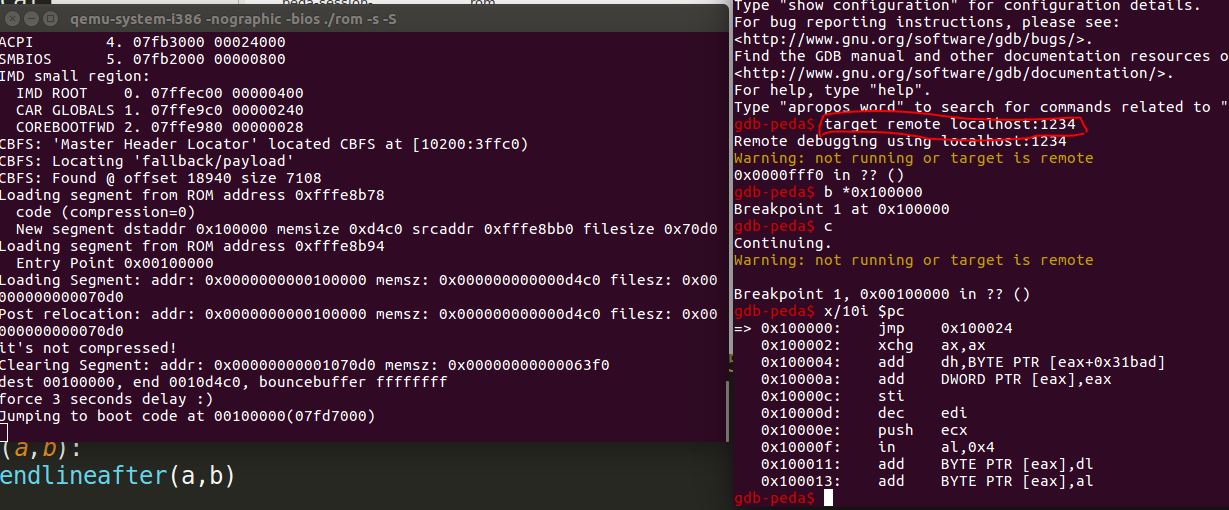 qemu-system-i386 -nographic -bios ./rom -s -S
ACPI 4. 07fb3000 00024000
SMBIOS 5. 07fb2000 00000800
IMD small region:
IMD ROOT 0. 07ffec00 00000400
CAR GLOBALS 1. 07ffe9c0 00000240
COREBOOTFWD 2. 07ffe980 00000028
CBFS: 'Master Header Locator' located CBFS at [10200:3ffc0)
CBFS: Locating 'fallback/payload'
CBFS: Found @ offset 18940 size 7108
Loading segment from ROM address 0xfffe8b78
code (compression=0)
New segment dstaddr 0x100000 memsize 0xd4c0 srcaddr 0xfffe8bb0 filesize 0x70d0
Loading segment from ROM address 0xfffe8b94
Entry Point 0x00100000
Loading Segment: addr: 0x0000000000100000 memsz: 0x000000000000d4c0 filesz: 0x00
000000000070d0
Post relocation: addr: 0x0000000000100000 memsz: 0x000000000000d4c0 filesz: 0x00
000000000070d0
it's not compressed!
Clearing Segment: addr: 0x00000000001070d0 memsz: 0x00000000000063f0
dest 00100000, end 0010d4c0, bouncebuffer ffffffff
force 3 seconds delay :)
Jumping to boot code at 00100000(07fd7000)
(a,b):
endlineafter(a,b)
Type "show configuration" for configuration details.
For bug reporting instructions, please see:
<http://www.gnu.org/software/gdb/bugs/>.
Find the GDB manual and other documentation resources o
<http://www.gnu.org/software/gdb/documentation/>.
For help, type "help".
Type "apropos word" to search for commands related to "
gdb-peda$ target remote localhost:1234
Remote debugging using localhost:1234
Warning: not running or target is remote
0x0000fff0 in ?? ()
gdb-peda$ b *0x100000
Breakpoint 1 at 0x100000
gdb-peda$ c
Continuing.
Warning: not running or target is remote
Breakpoint 1, 0x00100000 in ?? ()
gdb-peda$ x/10i $pc
=> 0x100000: jmp 0x100024
0x100002: xchg ax,ax
0x100004: add dh,BYTE PTR [eax+0x31bad]
0x10000a: add DWORD PTR [eax],eax
0x10000c: sti
0x10000d: dec edi
0x10000e: push ecx
0x10000f: in al,0x4
0x100011: add BYTE PTR [eax],dl
0x100013: add BYTE PTR [eax],al
gdb-peda$